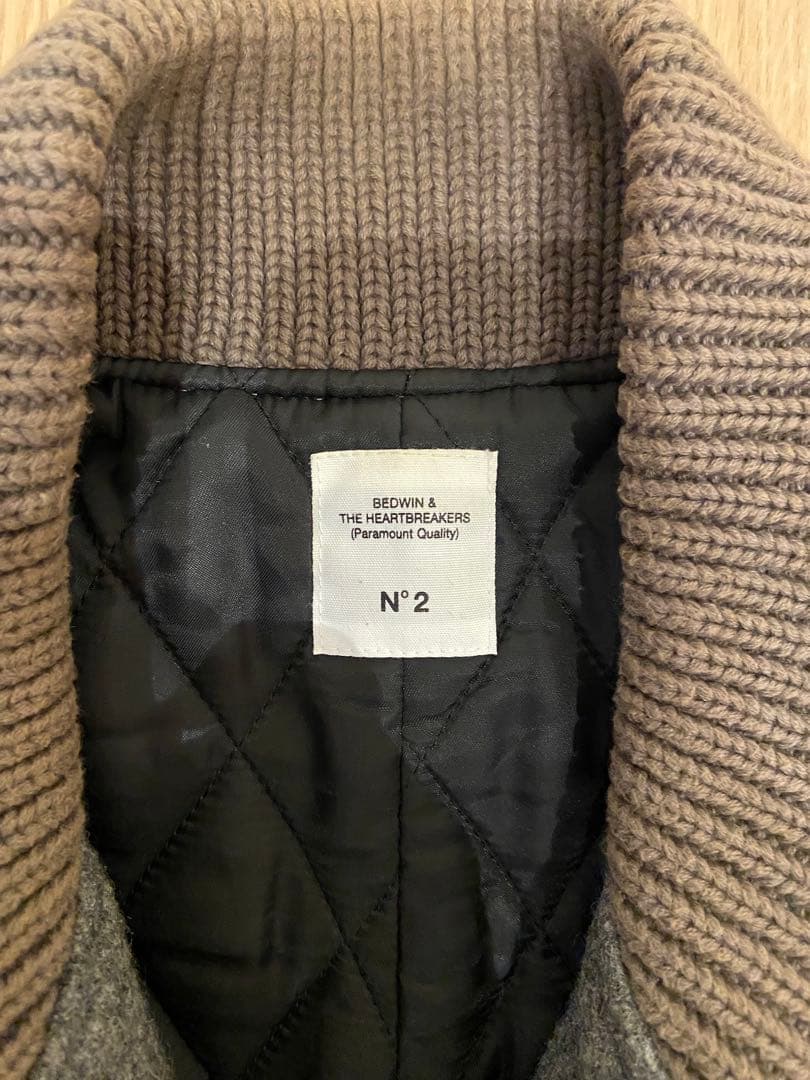 BEDWIN &
THE HEARTBREAKERS
(Paramount Quality)
N° 2